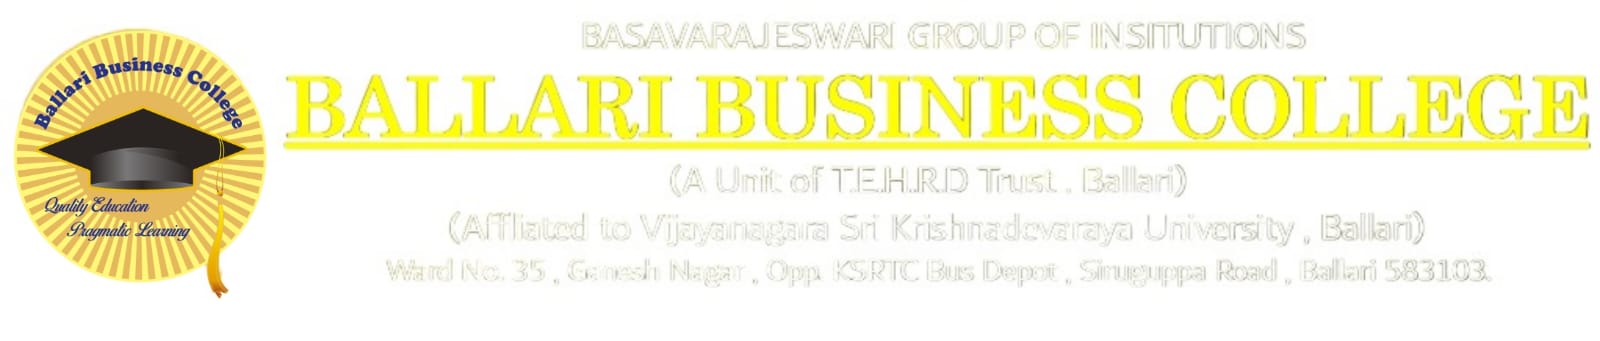 Ballari Business College
Quality Education
Pragmatic Learning
BASAVARAJESWARI GROUP OF INSITUTIONS
BALLARI BUSINESS COLLEGE
(A Unit of T.E.H.R.D Trust , Ballari)
(Affliated to Vijayanagara Sri Krishnadevaraya University , Ballari)
Ward No. 35 , Ganesh Nagar , Opp. KSRTC Bus Depot , Siruguppa Road , Ballari 583103.